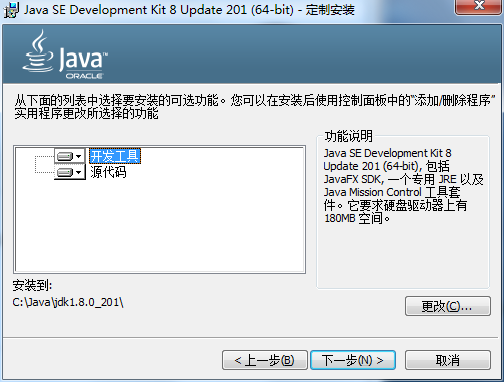 Java SE Development Kit 8 Update 201 (64-bit) - 定制安装
Java™
ORACLE
从下面的列表中选择要安装的可选功能。您可以在安装后使用控制面板中的“添加/删除程序”
实用程序更改所选择的功能
开发工具
源代码
功能说明
Java SE Development Kit 8
Update 201 (64-bit), 包括
JavaFX SDK, 一个专用 JRE 以及
Java Mission Control 工具套
件。它要求硬盘驱动器上有
180MB 空间。
安装到:
C:\Java\jdk1.8.0_201\
更改(C)...
< 上一步(B)
下一步(N) >
取消